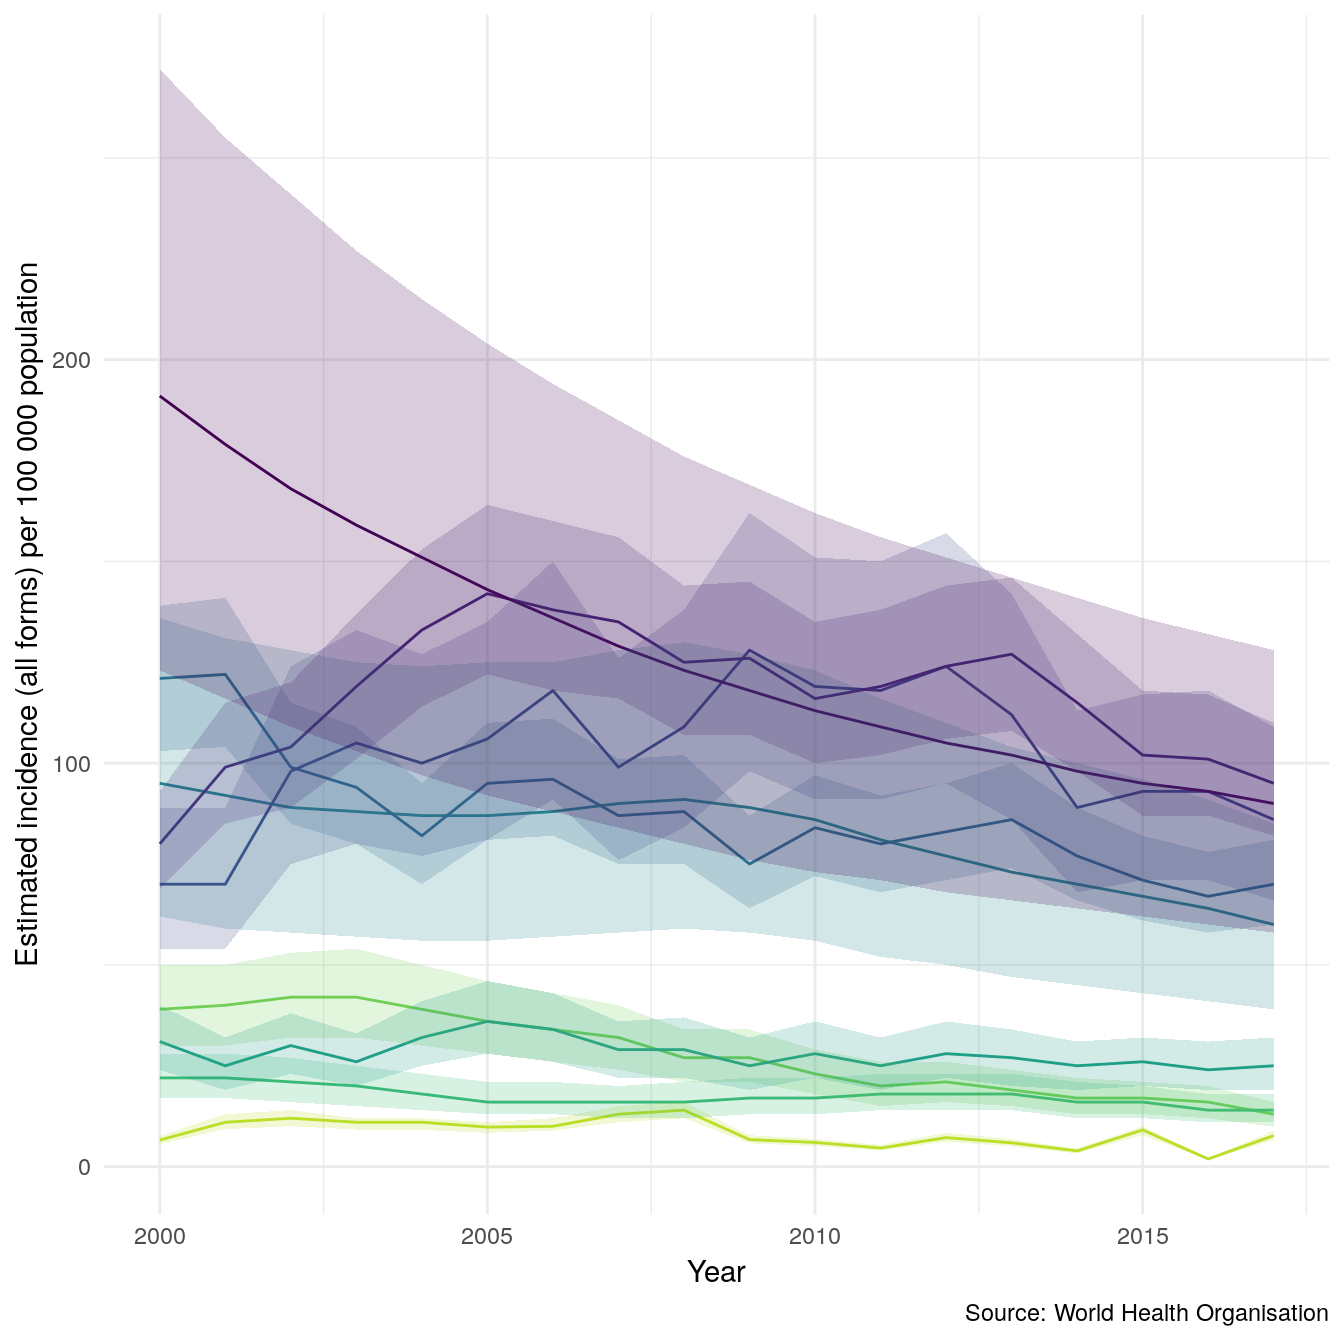 Estimated incidence (all forms) per 100 000 population
200
100
0
2000 2005 2010 2015
Year
Source: World Health Organisation